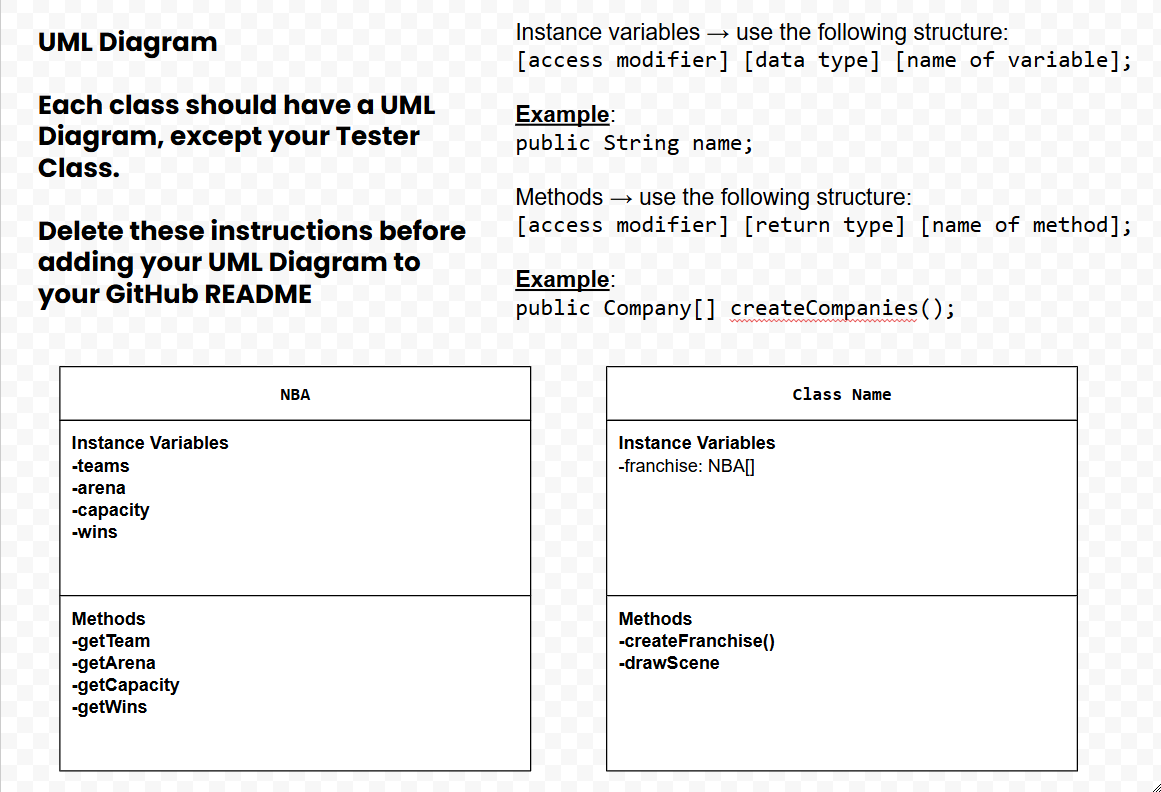 UML Diagram
Each class should have a UML
Diagram, except your Tester
Class.
Delete these instructions before
adding your UML Diagram to
your GitHub README
Instance variables → use the following structure:
[access modifier] [data type] [name of variable];
Example:
public String name;
Methods → use the following structure:
[access modifier] [return type] [name of method];
Example:
public Company[] createCompanies();
NBA
Instance Variables
-teams
-arena
-capacity
-wins
Methods
-getTeam
-getArena
-getCapacity
-getWins
Class Name
Instance Variables
-franchise: NBA[]
Methods
-createFranchise()
-drawScene